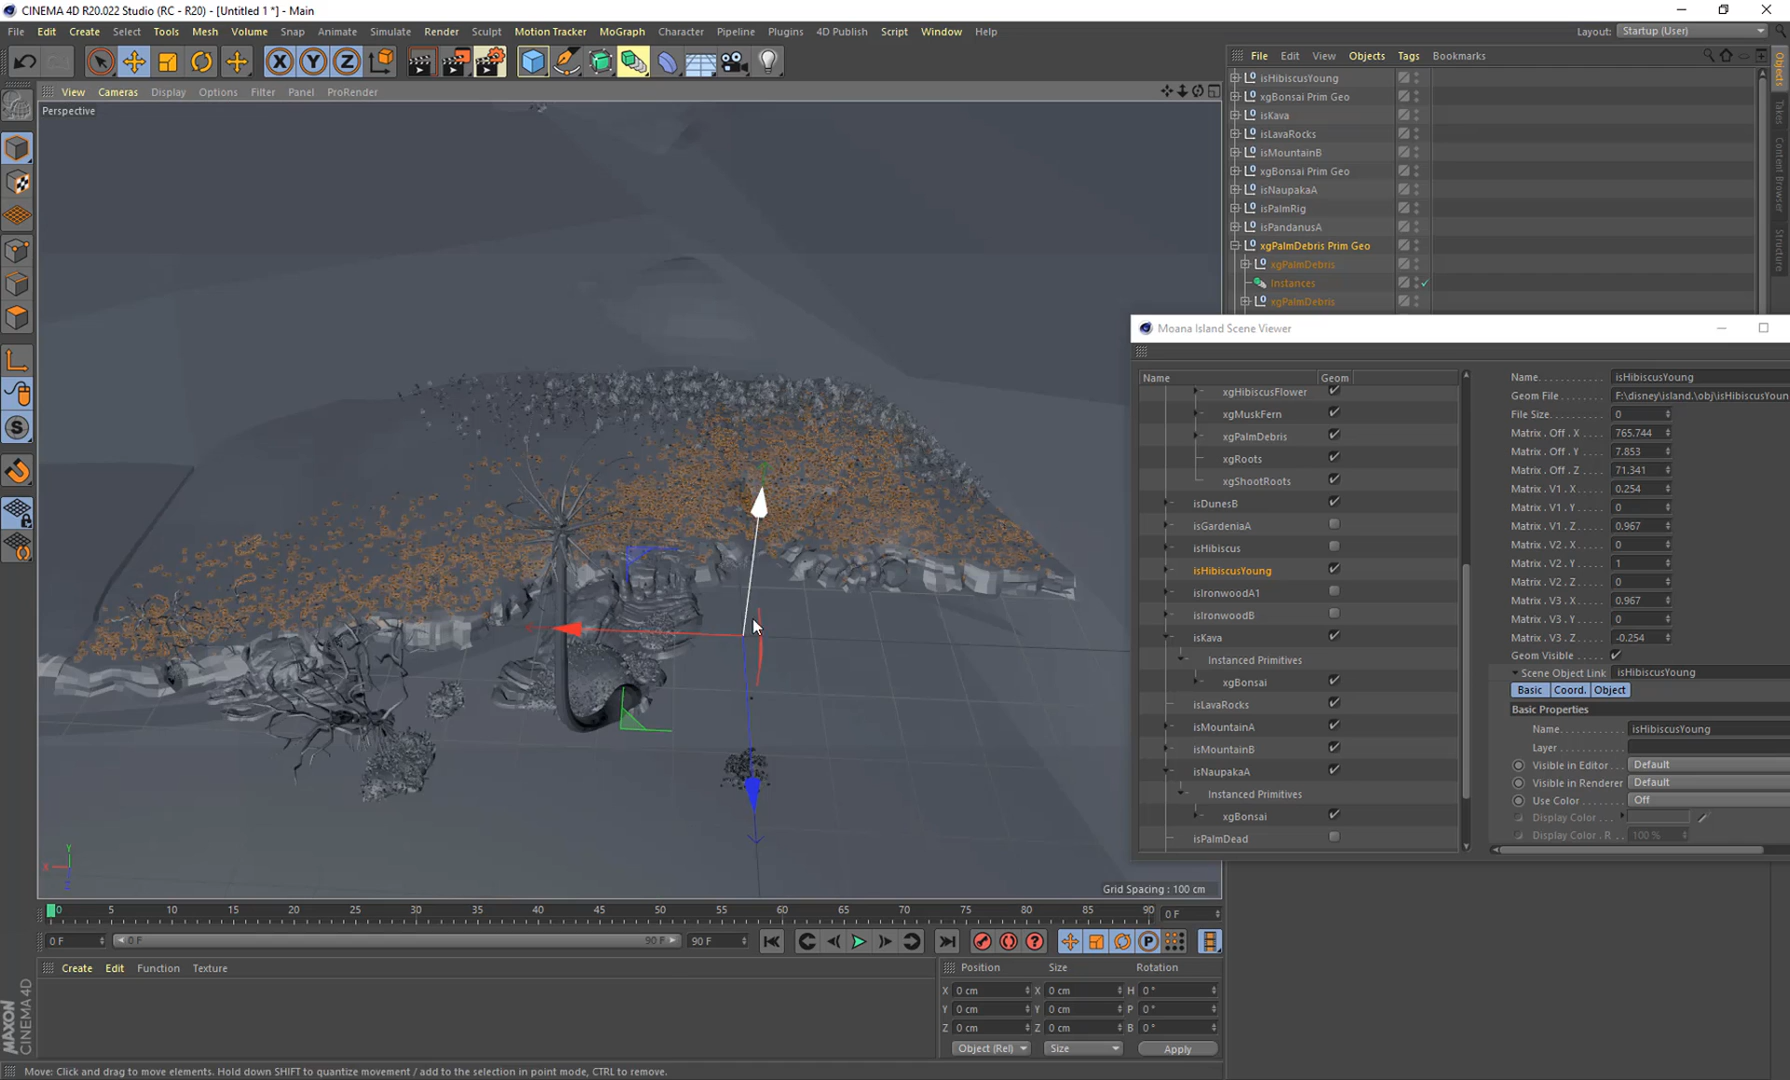 CINEMA 4D R20.022 Studio (RC - R20) - [Untitled 1 *] - Main
File Edit Create Select Tools Mesh Volume Snap Animate Simulate Render Sculpt Motion Tracker MoGraph Character Pipeline Plugins 4D Publish Script Window Help
Layout: Startup (User)
View Cameras Display Options Filter Panel ProRender
Perspective
File Edit View Objects Tags Bookmarks
isHibiscusYoung
xgBonsai Prim Geo
isKava
isLavaRocks
isMountainB
xgBonsai Prim Geo
isNaupakaA
isPalmRig
isPandanusA
xgPalmDebris Prim Geo
xgPalmDebris
Instances
xgPalmDebris
Objects
Takes
Content Browser
Structure
Moana Island Scene Viewer
Name Geom
xgHibiscusFlower
xgMuskFern
xgPalmDebris
xgRoots
xgShootRoots
isDunesB
isGardeniaA
isHibiscus
isHibiscusYoung
isIronwoodA1
isIronwoodB
isKava
Instanced Primitives
xgBonsai
isLavaRocks
isMountainA
isMountainB
isNaupakaA
Instanced Primitives
xgBonsai
isPalmDead
Name. . . . . . . . . . . isHibiscusYoung
Geom File . . . . . . . F:\disney\island.\obj\isHibiscusYoun
File Size. . . . . . . . . 0
Matrix . Off . X . . . . 765.744
Matrix . Off . Y . . . . 7.853
Matrix . Off . Z . . . . 71.341
Matrix . V1 . X . . . . 0.254
Matrix . V1 . Y . . . . 0
Matrix . V1 . Z . . . . 0.967
Matrix . V2 . X . . . . 0
Matrix . V2 . Y . . . . 1
Matrix . V2 . Z . . . . 0
Matrix . V3 . X . . . . 0.967
Matrix . V3 . Y . . . . 0
Matrix . V3 . Z . . . . -0.254
Geom Visible . . . . .
Scene Object Link isHibiscusYoung
Basic Coord. Object
Basic Properties
Name. . . . . . . . . . . isHibiscusYoung
Layer . . . . . . . . . . .
Visible in Editor . . . Default
Visible in Renderer Default
Use Color . . . . . . . Off
Display Color . .
Display Color . R . . 100 %
Y
X
Z
Grid Spacing : 100 cm
0 5 10 15 20 25 30 35 40 45 50 55 60 65 70 75 80 85 90 0 F
0 F 0 F 90 F 90 F
Create Edit Function Texture
Position Size Rotation
X 0 cm X 0 cm H 0 °
Y 0 cm Y 0 cm P 0 °
Z 0 cm Z 0 cm B 0 °
Object (Rel) Size Apply
MAXON
CINEMA 4D
Move: Click and drag to move elements. Hold down SHIFT to quantize movement / add to the selection in point mode, CTRL to remove.